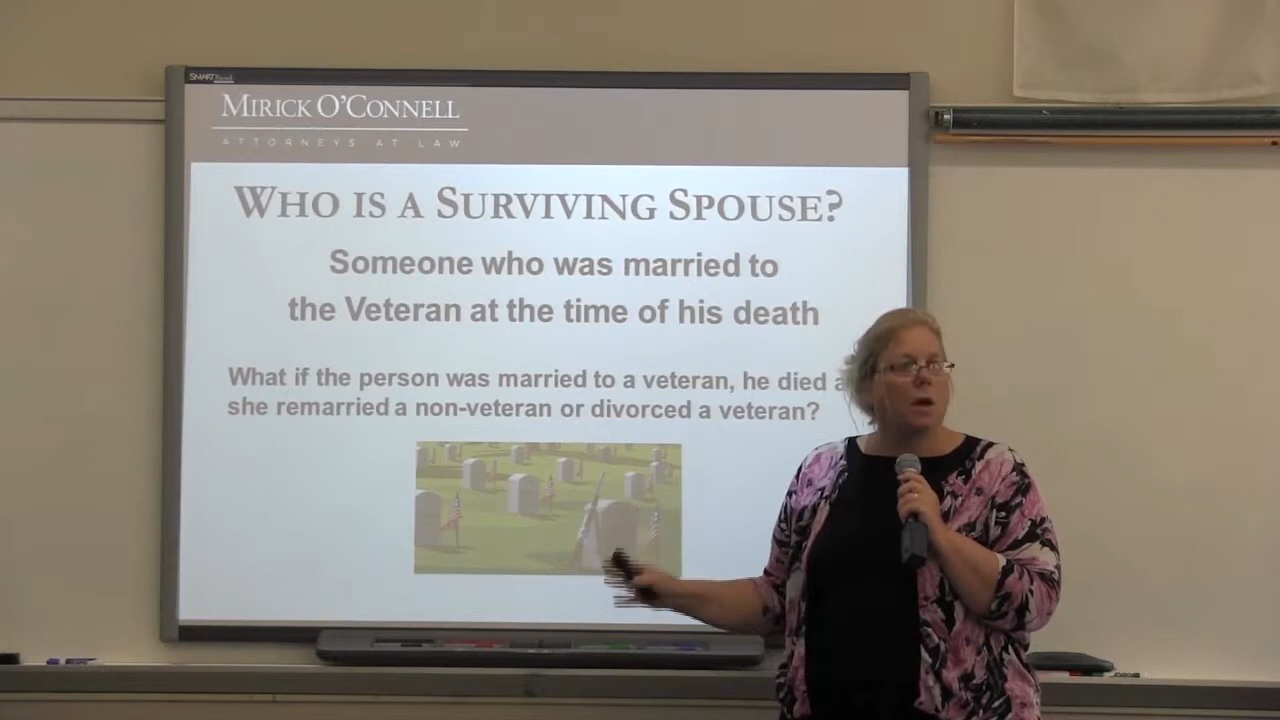 SMART Board
MIRICK O'CONNELL
ATTORNEYS AT LAW
WHO IS A SURVIVING SPOUSE?
Someone who was married to
the Veteran at the time of his death
What if the person was married to a veteran, he died
she remarried a non-veteran or divorced a veteran?